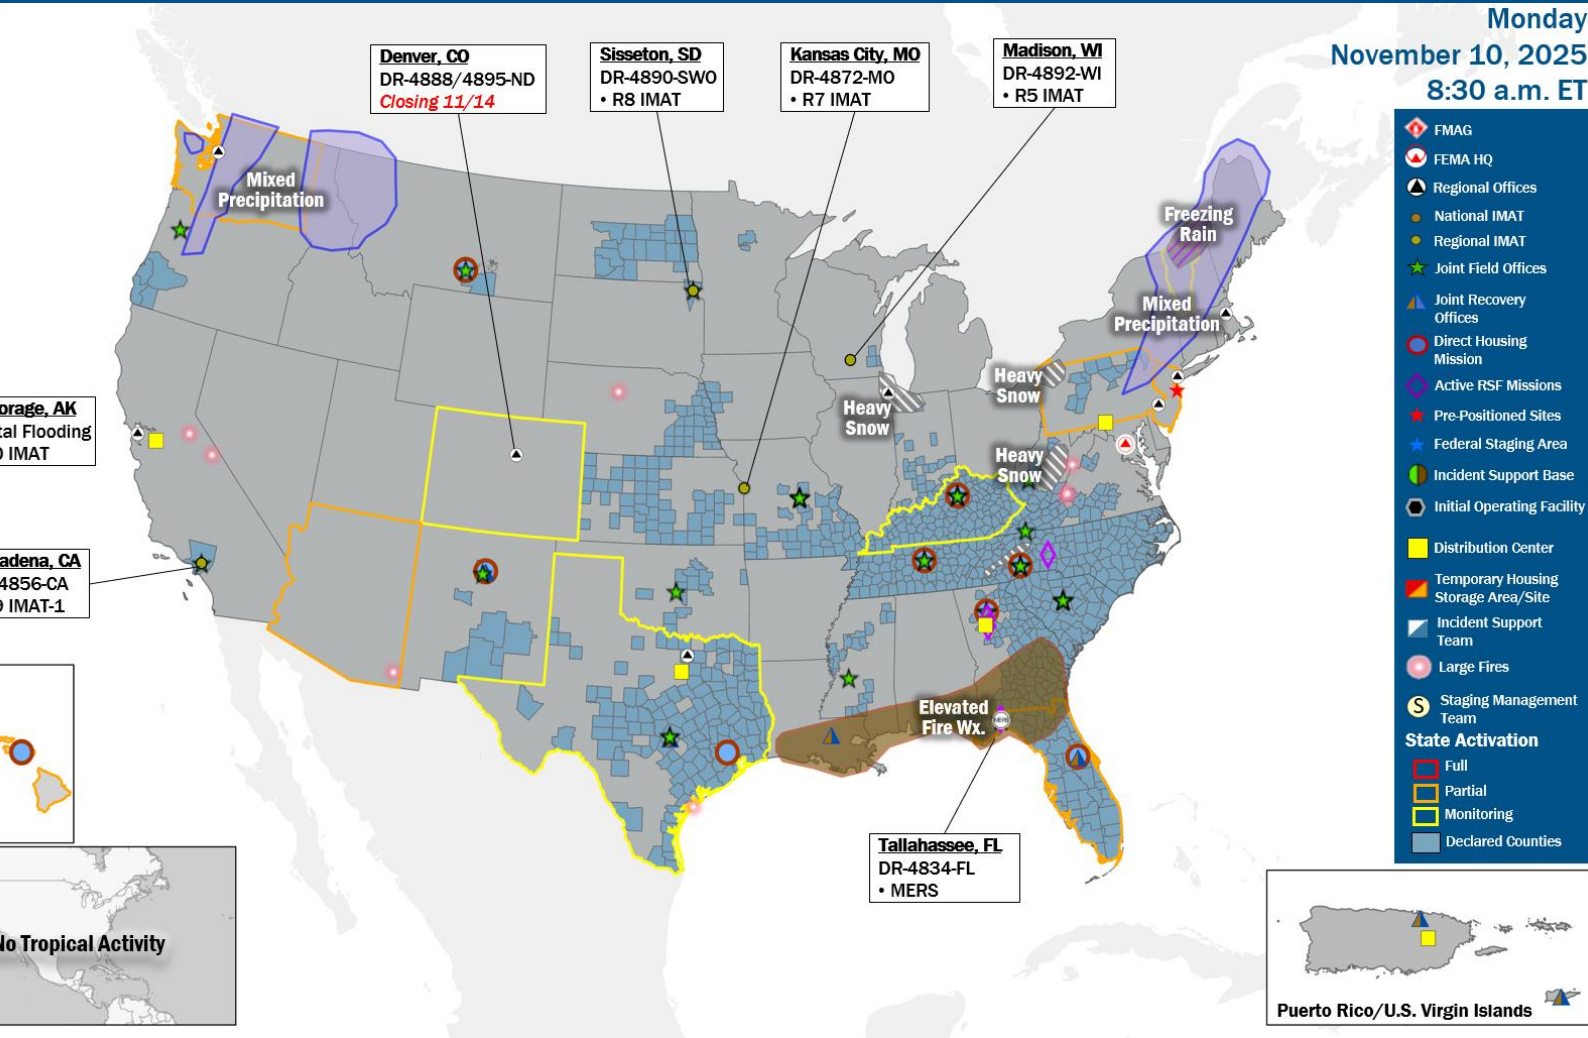 Monday
November 10, 2025
8:30 a.m. ET
Denver, CO
DR-4888/4895-ND
Closing 11/14
Sisseton, SD
DR-4890-SWO
• R8 IMAT
Kansas City, MO
DR-4872-MO
• R7 IMAT
Madison, WI
DR-4892-WI
• R5 IMAT
Mixed
Precipitation
Freezing
Rain
Mixed
Precipitation
Heavy
Snow
Heavy
Snow
Heavy
Snow
orage, AK
tal Flooding
0 IMAT
adena, CA
4856-CA
9 IMAT-1
Elevated
Fire Wx.
MERS
Tallahassee, FL
DR-4834-FL
• MERS
No Tropical Activity
Puerto Rico/U.S. Virgin Islands
FMAG
FEMA HQ
Regional Offices
National IMAT
Regional IMAT
Joint Field Offices
Joint Recovery
Offices
Direct Housing
Mission
Active RSF Missions
Pre-Positioned Sites
Federal Staging Area
Incident Support Base
Initial Operating Facility
Distribution Center
Temporary Housing
Storage Area/Site
Incident Support
Team
Large Fires
S
Staging Management
Team
State Activation
Full
Partial
Monitoring
Declared Counties